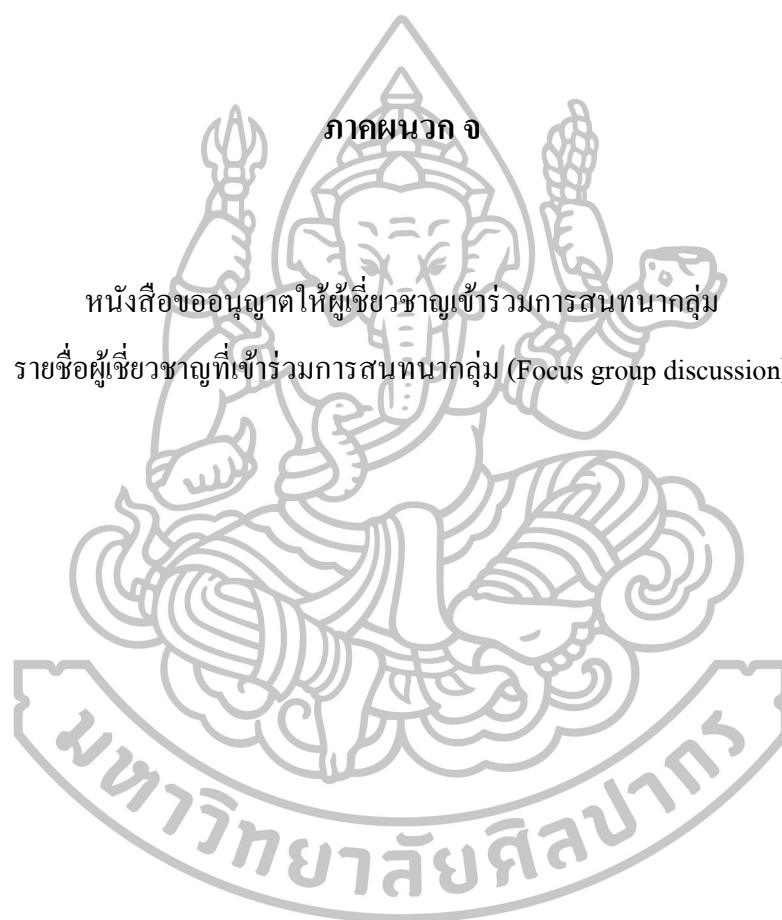 ภาคผนวก จ
หนังสือขออนุญาตให้ผู้เชี่ยวชาญเข้าร่วมการสนทนากลุ่ม
รายชื่อผู้เชี่ยวชาญที่เข้าร่วมการสนทนากลุ่ม (Focus group discussion)
มหาวิทยาลัยศิลปากร